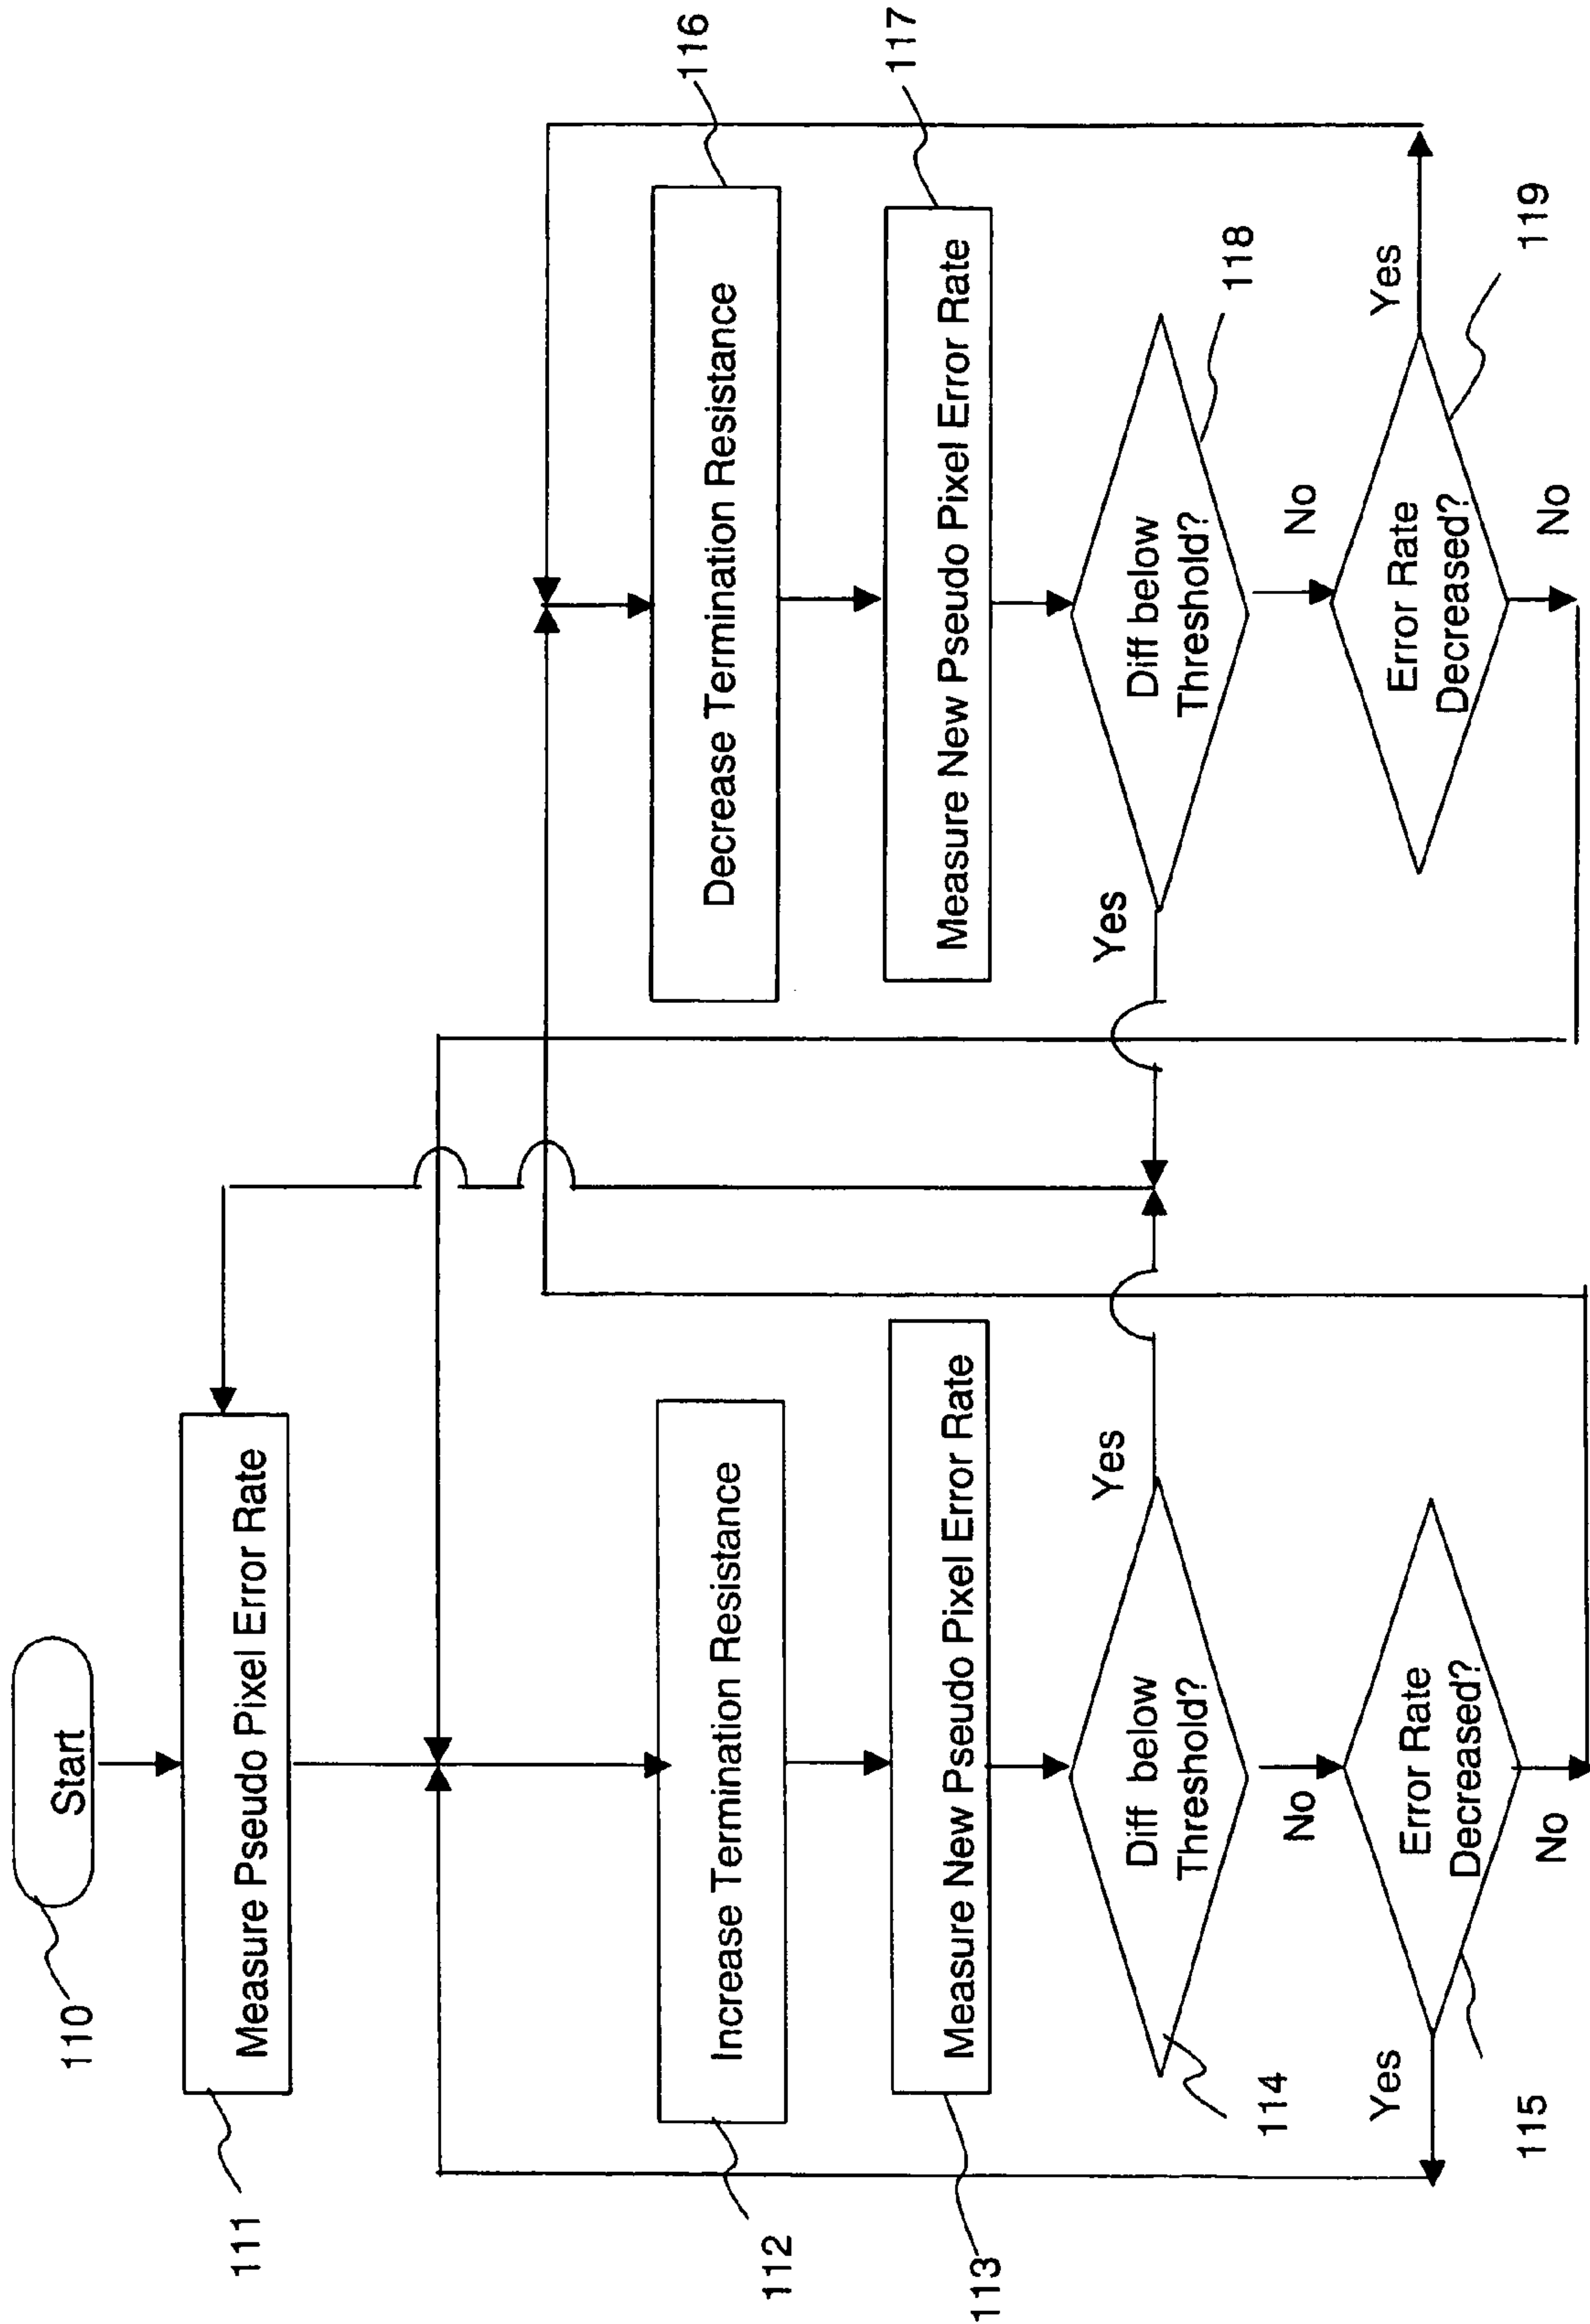 110
Start
111
Measure Pseudo Pixel Error Rate
112
Increase Termination Resistance
113
Measure New Pseudo Pixel Error Rate
114
Diff below
Threshold?
Yes
No
115
Error Rate
Decreased?
Yes
No
116
Decrease Termination Resistance
117
Measure New Pseudo Pixel Error Rate
118
Diff below
Threshold?
Yes
No
119
Error Rate
Decreased?
Yes
No